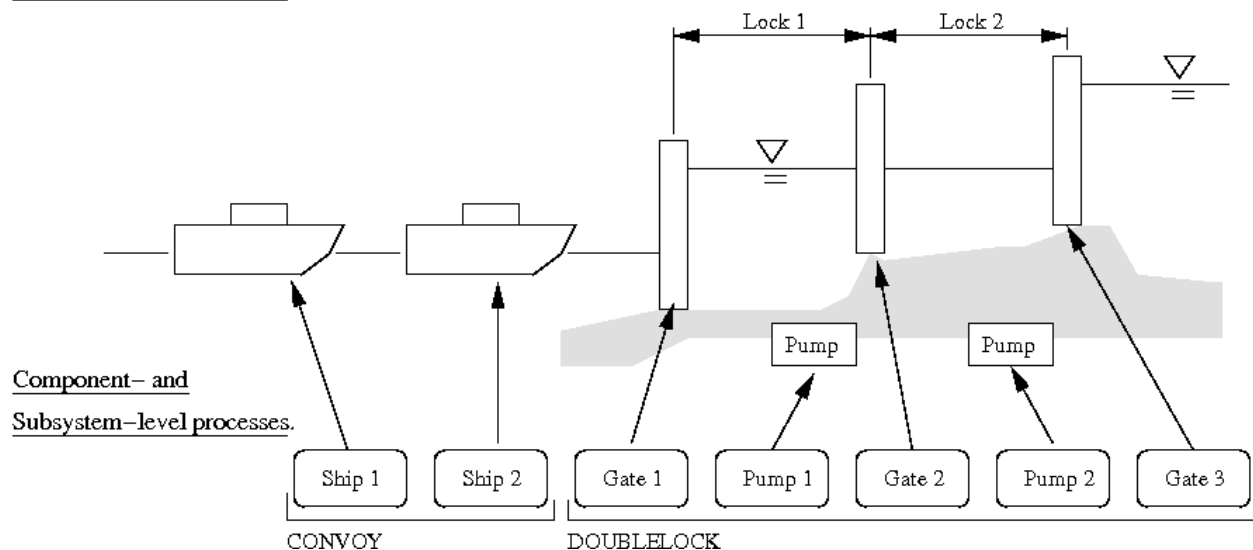 Lock 1
Lock 2
Pump
Pump
Component- and
Subsystem-level processes.
Ship 1
Ship 2
Gate 1
Pump 1
Gate 2
Pump 2
Gate 3
CONVOY
DOUBLELOCK